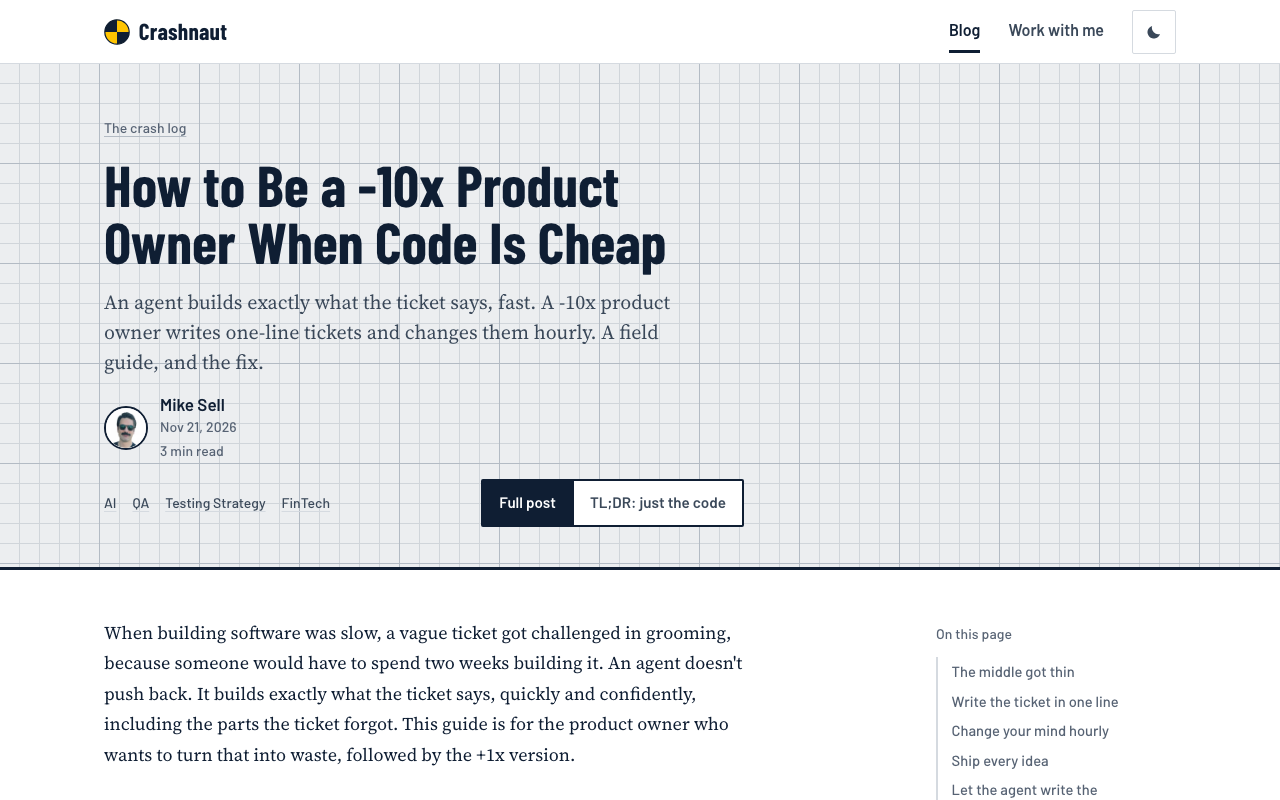 Crashnaut
Blog
Work with me
The crash log
How to Be a -10x Product
Owner When Code Is Cheap
An agent builds exactly what the ticket says, fast. A -10x product
owner writes one-line tickets and changes them hourly. A field
guide, and the fix.
Mike Sell
Nov 21, 2026
3 min read
AI
QA
Testing Strategy
FinTech
Full post
TL;DR: just the code
When building software was slow, a vague ticket got challenged in grooming,
because someone would have to spend two weeks building it. An agent doesn't
push back. It builds exactly what the ticket says, quickly and confidently,
including the parts the ticket forgot. This guide is for the product owner who
wants to turn that into waste, followed by the +1x version.
On this page
The middle got thin
Write the ticket in one line
Change your mind hourly
Ship every idea
Let the agent write the